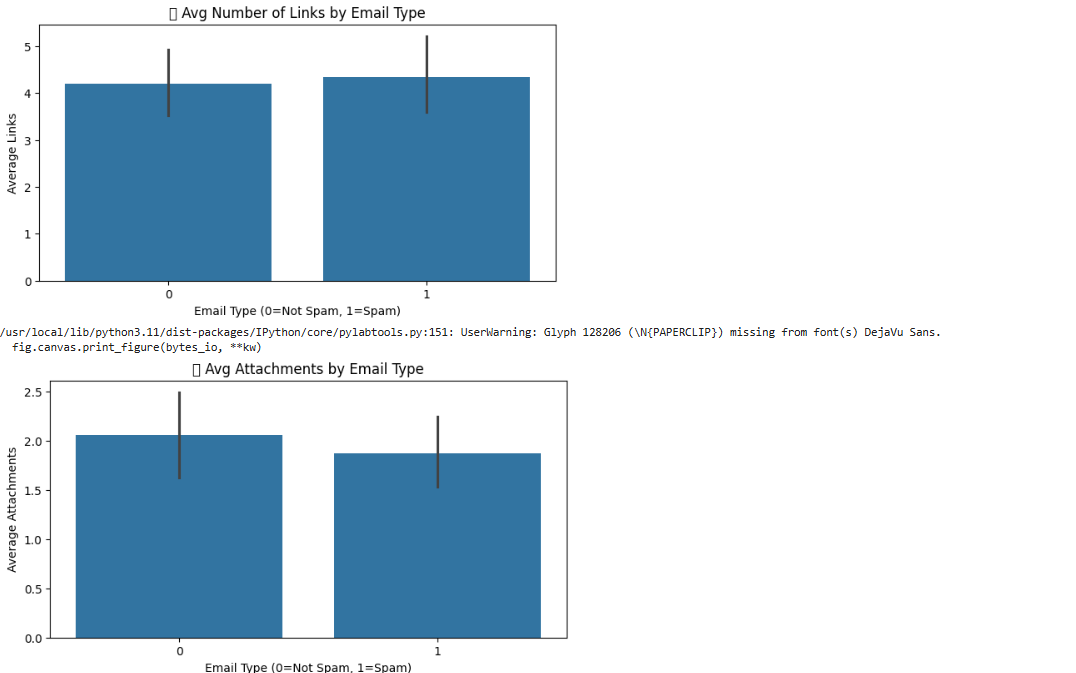 ▯ Avg Number of Links by Email Type
5
4
3
2
1
0
Average Links
0 1
Email Type (0=Not Spam, 1=Spam)
/usr/local/lib/python3.11/dist-packages/IPython/core/pylabtools.py:151: UserWarning: Glyph 128206 (\N{PAPERCLIP}) missing from font(s) DejaVu Sans.
fig.canvas.print_figure(bytes_io, **kw)
▯ Avg Attachments by Email Type
2.5
2.0
1.5
1.0
0.5
0.0
Average Attachments
0 1
Email Type (0=Not Spam, 1=Spam)